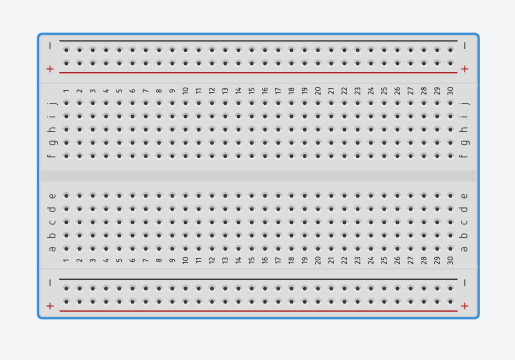 − −
+ +
1 2 3 4 5 6 7 8 9 10 11 12 13 14 15 16 17 18 19 20 21 22 23 24 25 26 27 28 29 30
j j
i i
h h
g g
f f
e e
d d
c c
b b
a a
1 2 3 4 5 6 7 8 9 10 11 12 13 14 15 16 17 18 19 20 21 22 23 24 25 26 27 28 29 30
− −
+ +